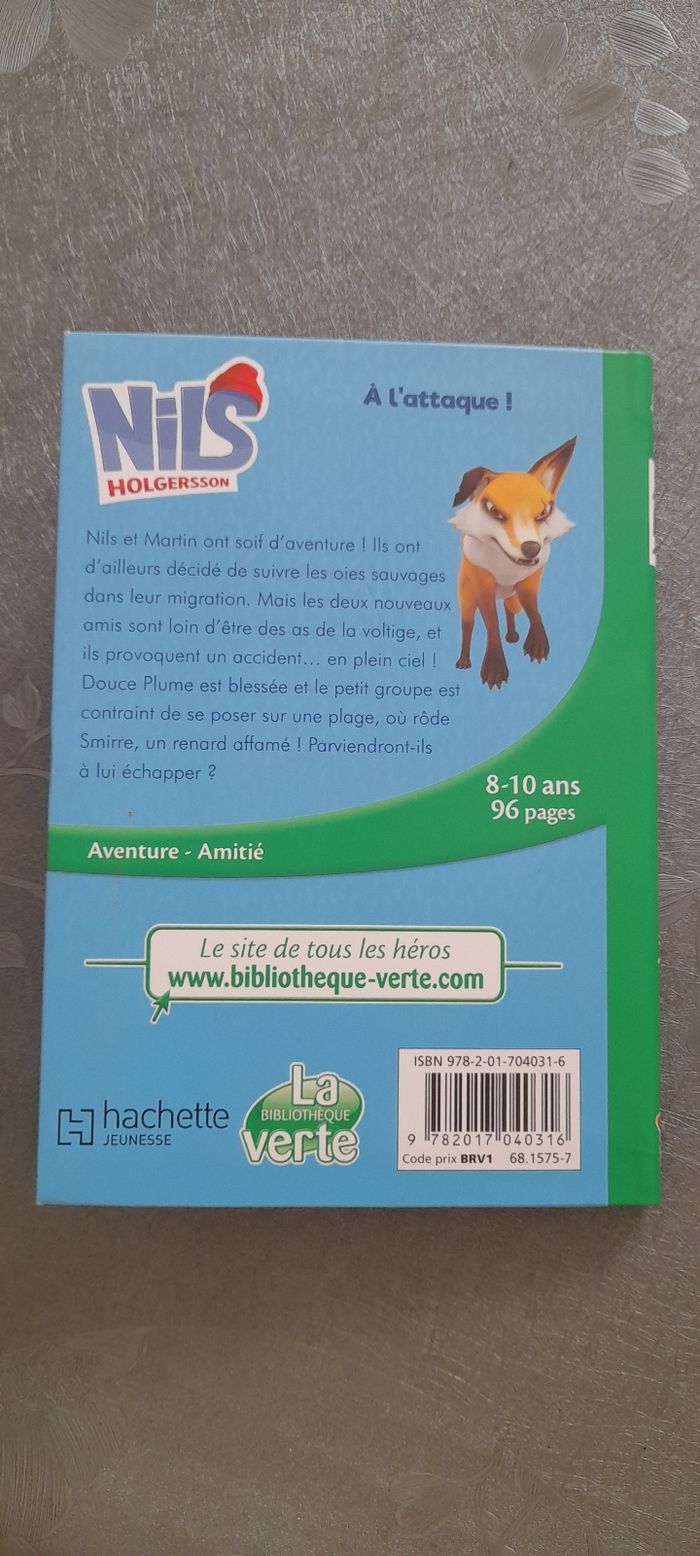 Nils
HOLGERSSON
À l'attaque !
Nils et Martin ont soif d'aventure ! Ils ont
d'ailleurs décidé de suivre les oies sauvages
dans leur migration. Mais les deux nouveaux
amis sont loin d'être des as de la voltige, et
ils provoquent un accident... en plein ciel !
Douce Plume est blessée et le petit groupe est
contraint de se poser sur une plage, où rôde
Smirre, un renard affamé ! Parviendront-ils
à lui échapper ?
8-10 ans
96 pages
Aventure - Amitié
Le site de tous les héros
www.bibliotheque-verte.com
hachette
JEUNESSE
La
BIBLIOTHÈQUE
verte
ISBN 978-2-01-704031-6
9 782017 040316
Code prix BRV1 68.1575-7